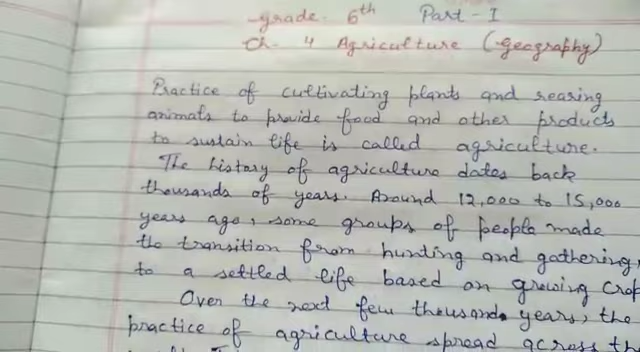 grade. 6th Part - I
Ch. 4 Agriculture (Geography)
Practice of cultivating plants and rearing
animals to provide food and other products
to sustain life is called agriculture.
The history of agriculture dates back
thousands of years. Around 12,000 to 15,000
years ago, some groups of people made
the transition from hunting and gathering,
to a settled life based on growing crop
Over the next few thousand years, the
practice of agriculture spread across th